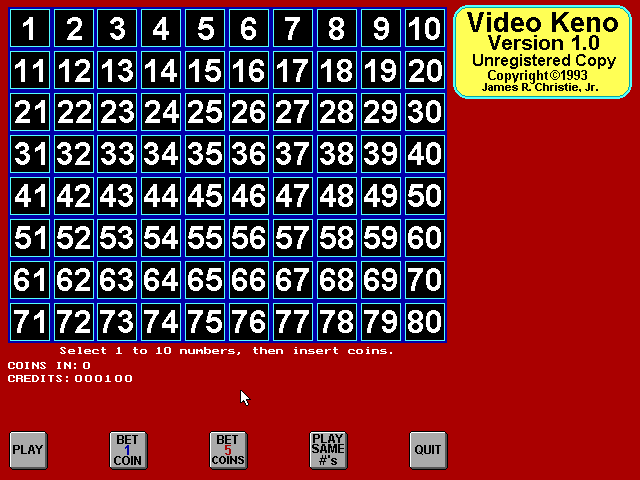 1 2 3 4 5 6 7 8 9 10
11 12 13 14 15 16 17 18 19 20
21 22 23 24 25 26 27 28 29 30
31 32 33 34 35 36 37 38 39 40
41 42 43 44 45 46 47 48 49 50
51 52 53 54 55 56 57 58 59 60
61 62 63 64 65 66 67 68 69 70
71 72 73 74 75 76 77 78 79 80
Video Keno
Version 1.0
Unregistered Copy
Copyright ©1993
James R. Christie, Jr.
Select 1 to 10 numbers, then insert coins.
COINS IN: 0
CREDITS: 000100
PLAY
BET
1
COIN
BET
5
COINS
PLAY
SAME
#'s
QUIT